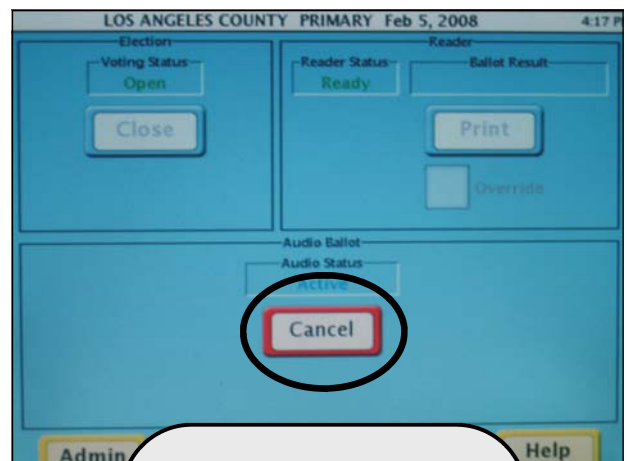 LOS ANGELES COUNTY PRIMARY Feb 5, 2008 4:17 P
Election
Voting Status
Open
Close
Reader
Reader Status
Ready
Ballot Result
Print
Override
Audio Ballot
Audio Status
Active
Cancel
Admin
Help